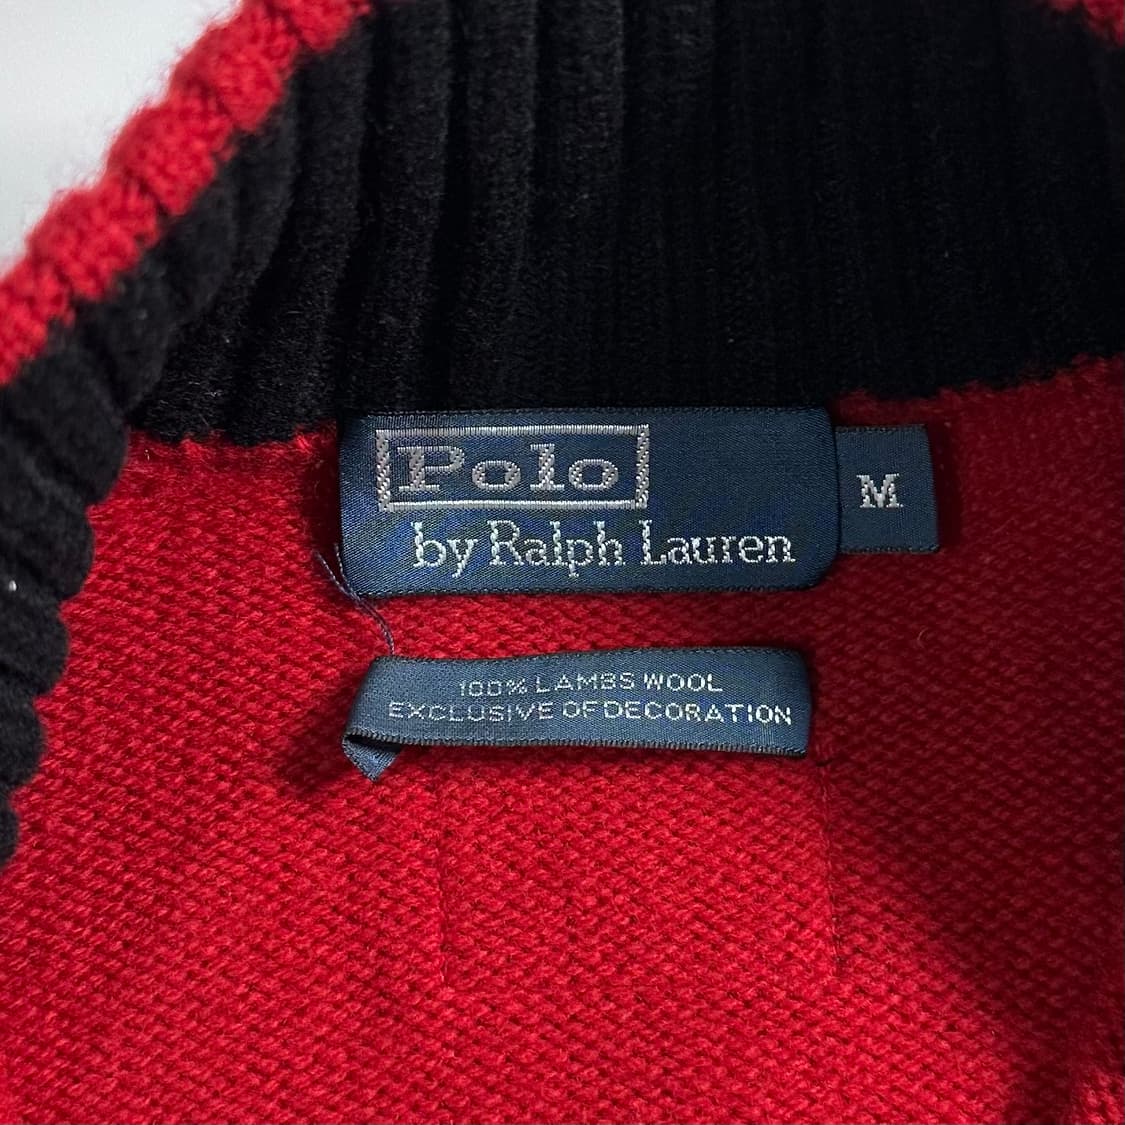 Polo
by Ralph Lauren
M
100% LAMBS WOOL
EXCLUSIVE OF DECORATION